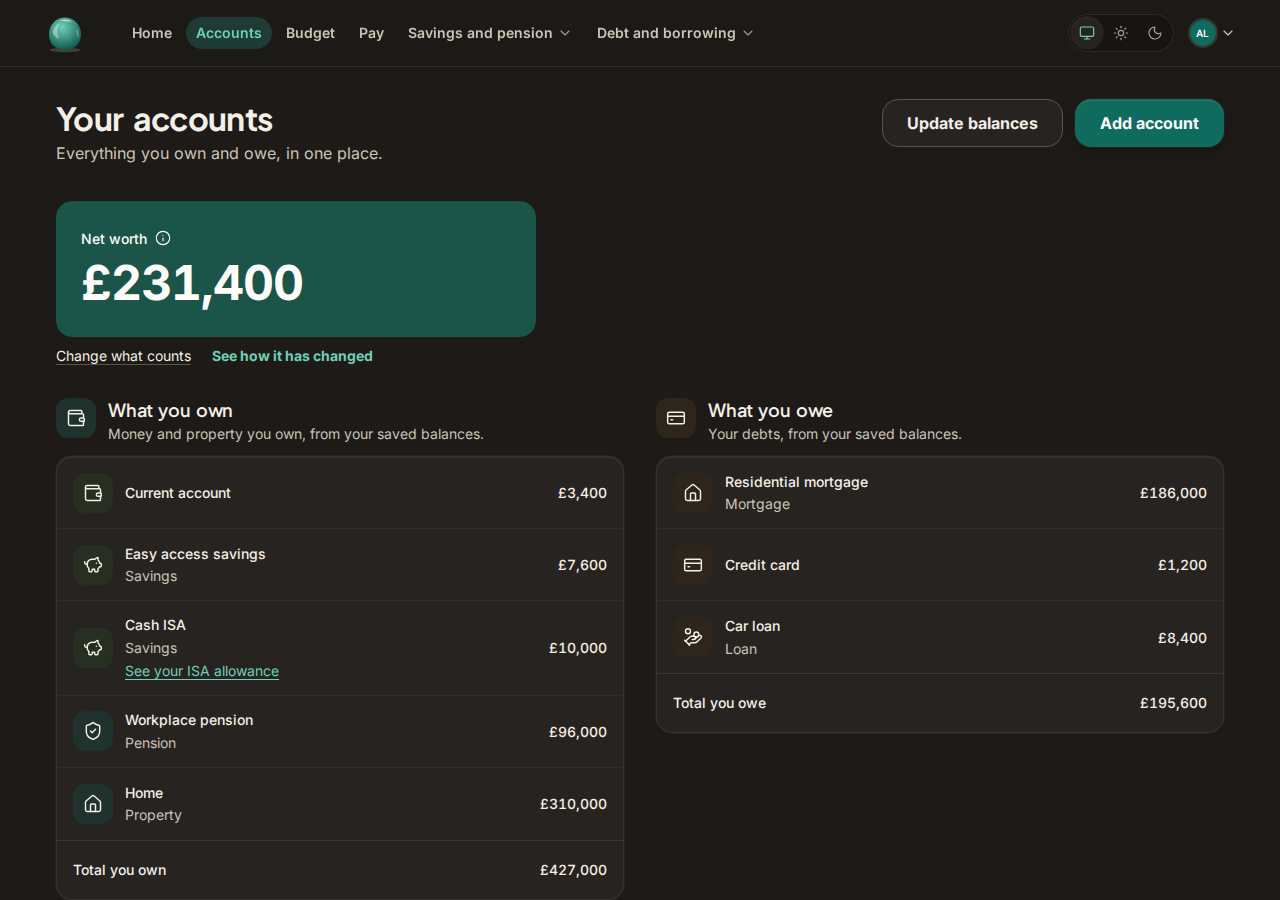 Home
Accounts
Budget
Pay
Savings and pension
Debt and borrowing
AL
Your accounts
Everything you own and owe, in one place.
Update balances
Add account
Net worth
£231,400
Change what counts
See how it has changed
What you own
Money and property you own, from your saved balances.
Current account
£3,400
Easy access savings
Savings
£7,600
Cash ISA
Savings
See your ISA allowance
£10,000
Workplace pension
Pension
£96,000
Home
Property
£310,000
Total you own
£427,000
What you owe
Your debts, from your saved balances.
Residential mortgage
Mortgage
£186,000
Credit card
£1,200
Car loan
Loan
£8,400
Total you owe
£195,600